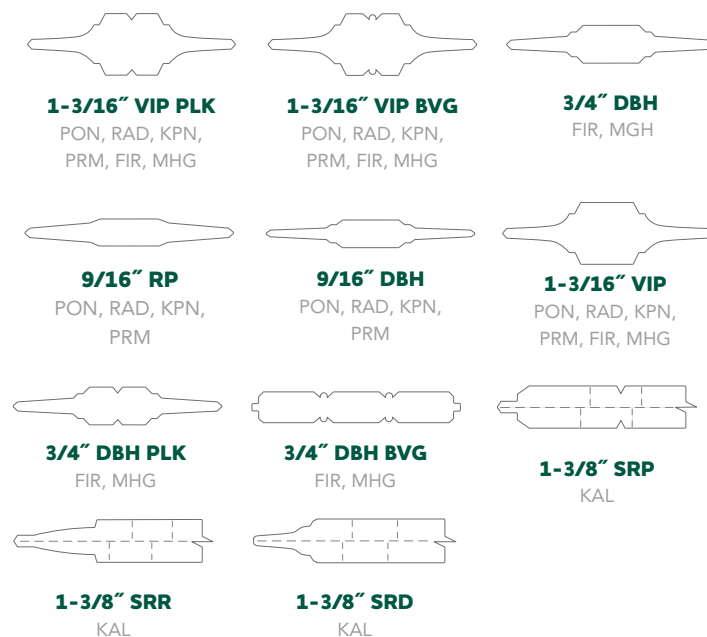 1-3/16″ VIP PLK
PON, RAD, KPN,
PRM, FIR, MHG
1-3/16″ VIP BVG
PON, RAD, KPN,
PRM, FIR, MHG
3/4″ DBH
FIR, MGH
9/16″ RP
PON, RAD, KPN,
PRM
9/16″ DBH
PON, RAD, KPN,
PRM
1-3/16″ VIP
PON, RAD, KPN,
PRM, FIR, MHG
3/4″ DBH PLK
FIR, MHG
3/4″ DBH BVG
FIR, MHG
1-3/8″ SRP
KAL
1-3/8″ SRR
KAL
1-3/8″ SRD
KAL